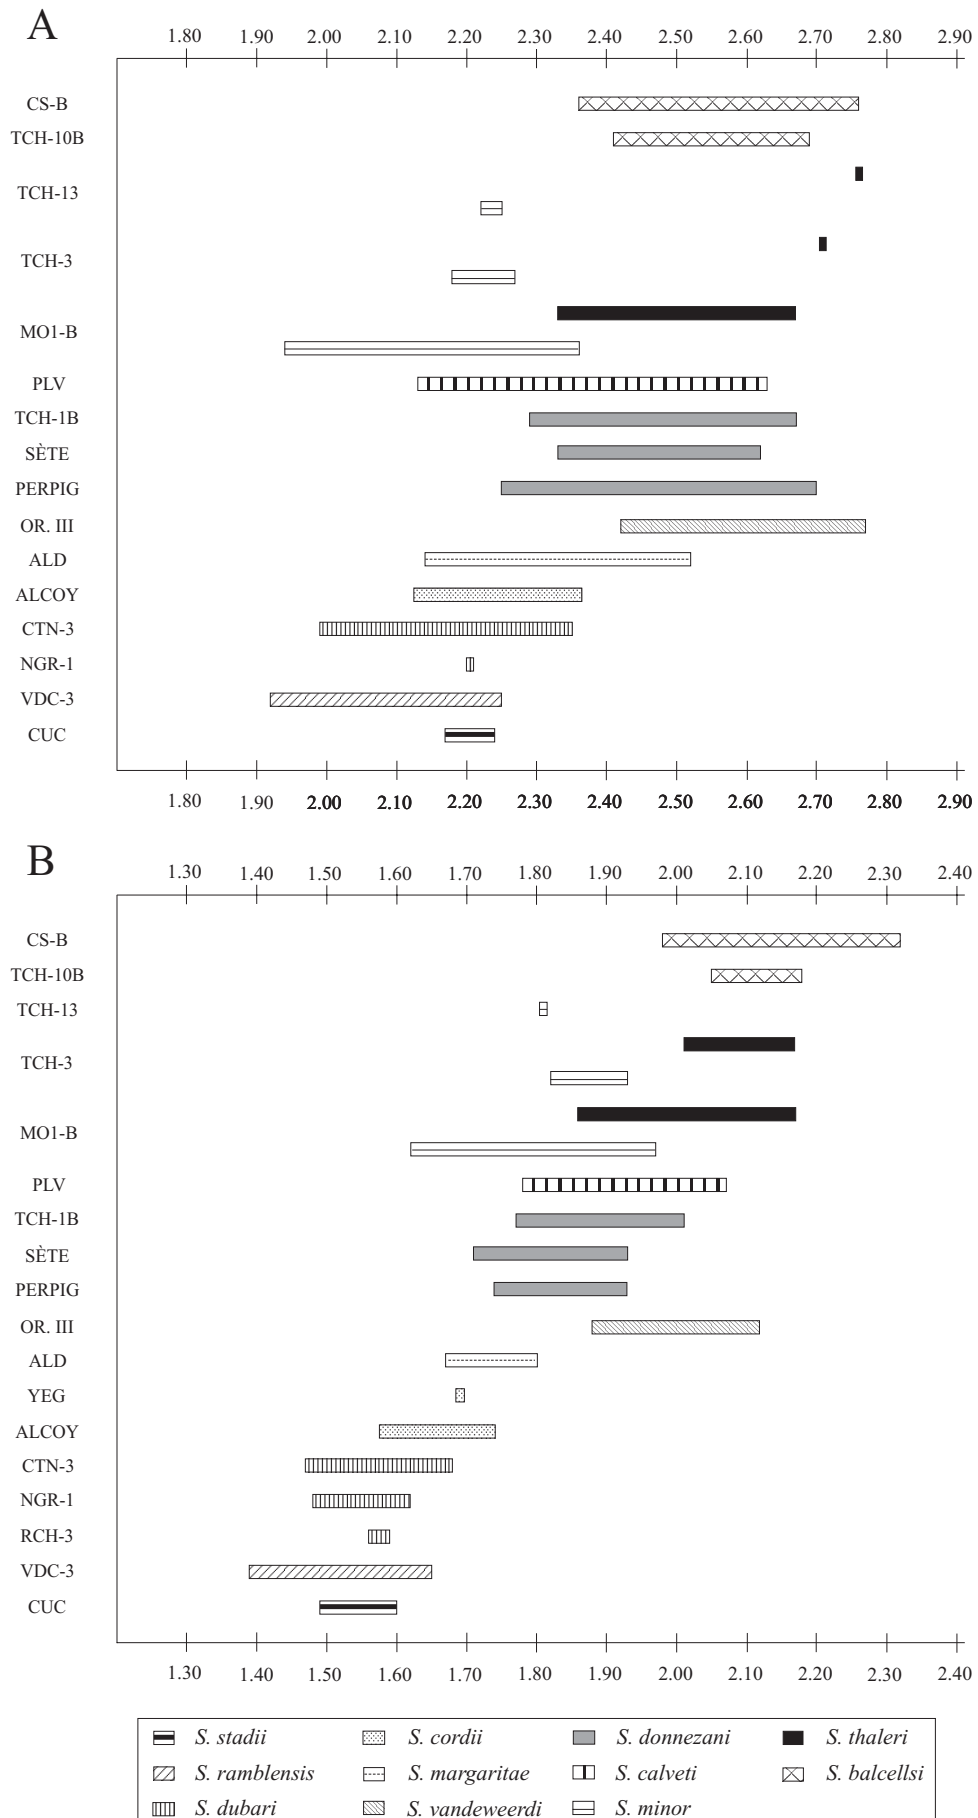 A
1.80 1.90 2.00 2.10 2.20 2.30 2.40 2.50 2.60 2.70 2.80 2.90
CS-B
TCH-10B
TCH-13
TCH-3
MO1-B
PLV
TCH-1B
SÈTE
PERPIG
OR. III
ALD
ALCOY
CTN-3
NGR-1
VDC-3
CUC
1.80 1.90 2.00 2.10 2.20 2.30 2.40 2.50 2.60 2.70 2.80 2.90
B
1.30 1.40 1.50 1.60 1.70 1.80 1.90 2.00 2.10 2.20 2.30 2.40
CS-B
TCH-10B
TCH-13
TCH-3
MO1-B
PLV
TCH-1B
SÈTE
PERPIG
OR. III
ALD
YEG
ALCOY
CTN-3
NGR-1
RCH-3
VDC-3
CUC
1.30 1.40 1.50 1.60 1.70 1.80 1.90 2.00 2.10 2.20 2.30 2.40
S. stadii S. cordii S. donnezani S. thaleri
S. ramblensis S. margaritae S. calveti S. balcellsi
S. dubari S. vandeweerdi S. minor